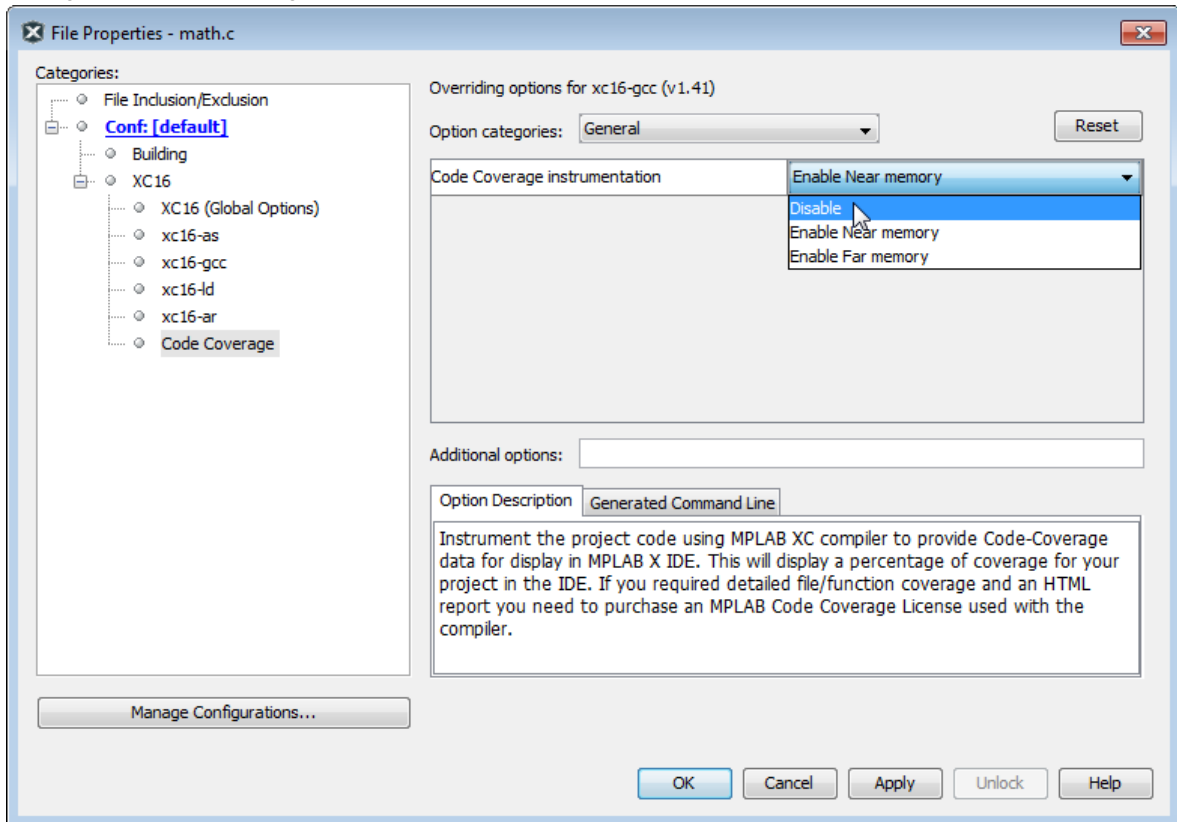 File Properties - math.c
Categories:
File Inclusion/Exclusion
Conf: [default]
Building
XC16
XC16 (Global Options)
xc16-as
xc16-gcc
xc16-ld
xc16-ar
Code Coverage
Manage Configurations...
Overriding options for xc16-gcc (v1.41)
Option categories: General Reset
Code Coverage instrumentation Enable Near memory
Disable
Enable Near memory
Enable Far memory
Additional options:
Option Description Generated Command Line
Instrument the project code using MPLAB XC compiler to provide Code-Coverage
data for display in MPLAB X IDE. This will display a percentage of coverage for your
project in the IDE. If you required detailed file/function coverage and an HTML
report you need to purchase an MPLAB Code Coverage License used with the
compiler.
OK Cancel Apply Unlock Help